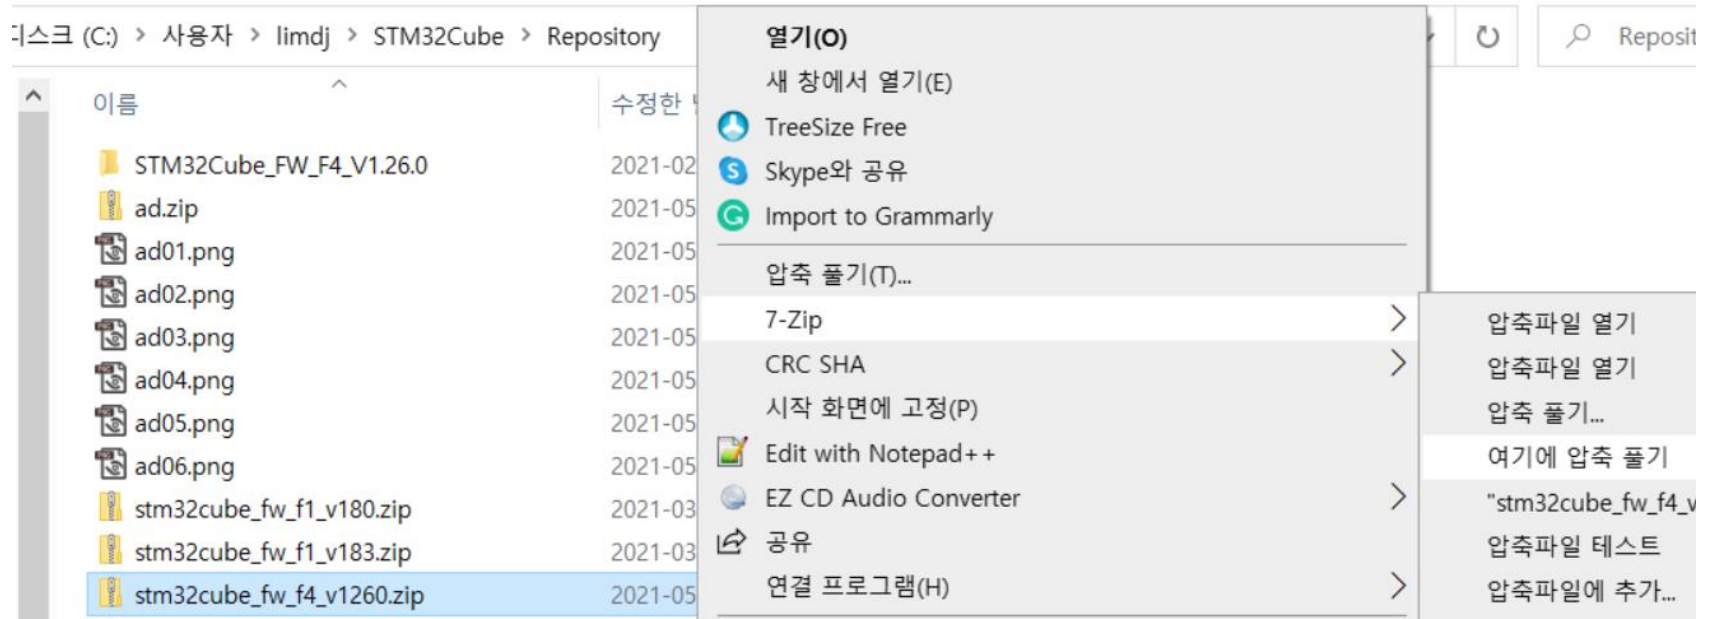 디스크 (C:) > 사용자 > limdj > STM32Cube > Repository
이름
수정한
STM32Cube_FW_F4_V1.26.0 2021-02
ad.zip 2021-05
ad01.png 2021-05
ad02.png 2021-05
ad03.png 2021-05
ad04.png 2021-05
ad05.png 2021-05
ad06.png 2021-05
stm32cube_fw_f1_v180.zip 2021-03
stm32cube_fw_f1_v183.zip 2021-03
stm32cube_fw_f4_v1260.zip 2021-05
열기(O)
새 창에서 열기(E)
TreeSize Free
Skype와 공유
Import to Grammarly
압축 풀기(T)...
7-Zip
CRC SHA
시작 화면에 고정(P)
Edit with Notepad++
EZ CD Audio Converter
공유
연결 프로그램(H)
Reposit
압축파일 열기
압축파일 열기
압축 풀기...
여기에 압축 풀기
"stm32cube_fw_f4_v
압축파일 테스트
압축파일에 추가...